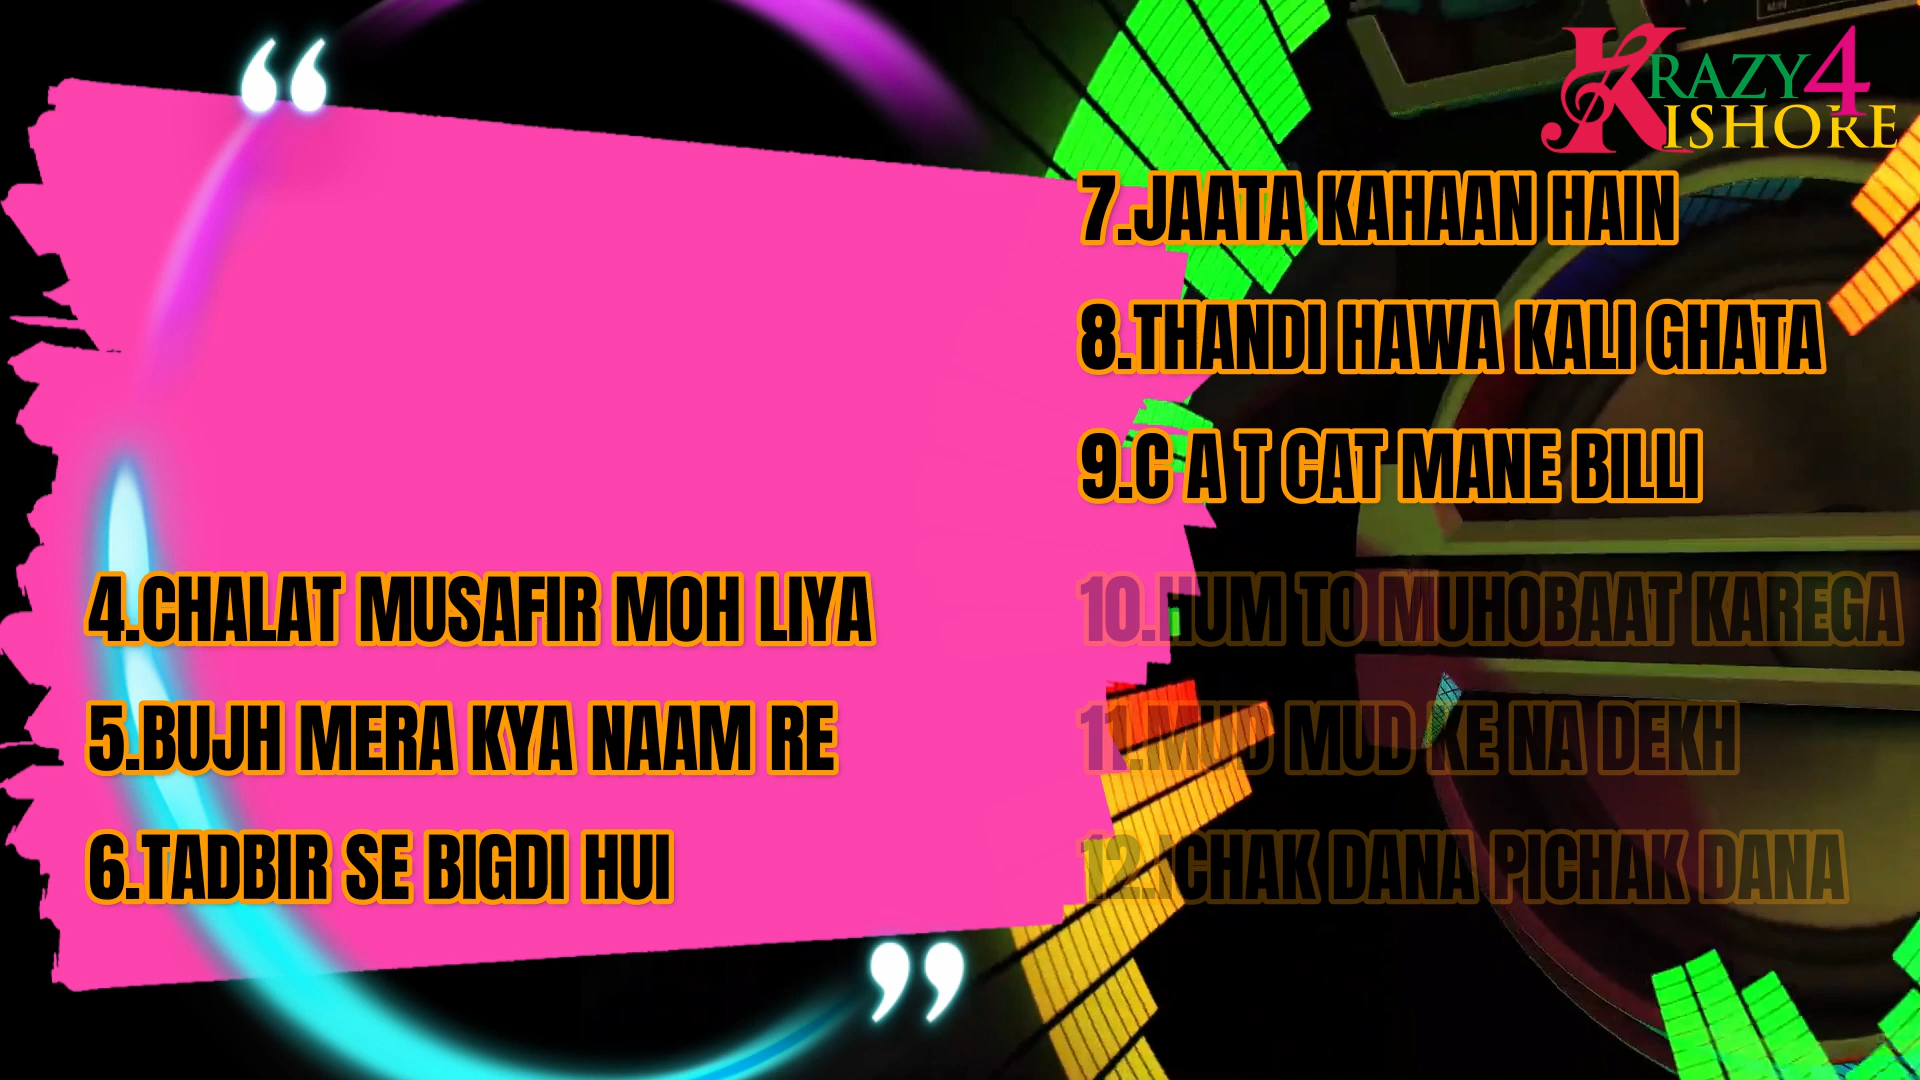 KRAZY4
KISHORE
4.CHALAT MUSAFIR MOH LIYA
5.BUJH MERA KYA NAAM RE
6.TADBIR SE BIGDI HUI
7.JAATA KAHAAN HAIN
8.THANDI HAWA KALI GHATA
9.C A T CAT MANE BILLI
10.HUM TO MUHOBAAT KAREGA
11.MUD MUD KE NA DEKH
12.ICHAK DANA PICHAK DANA